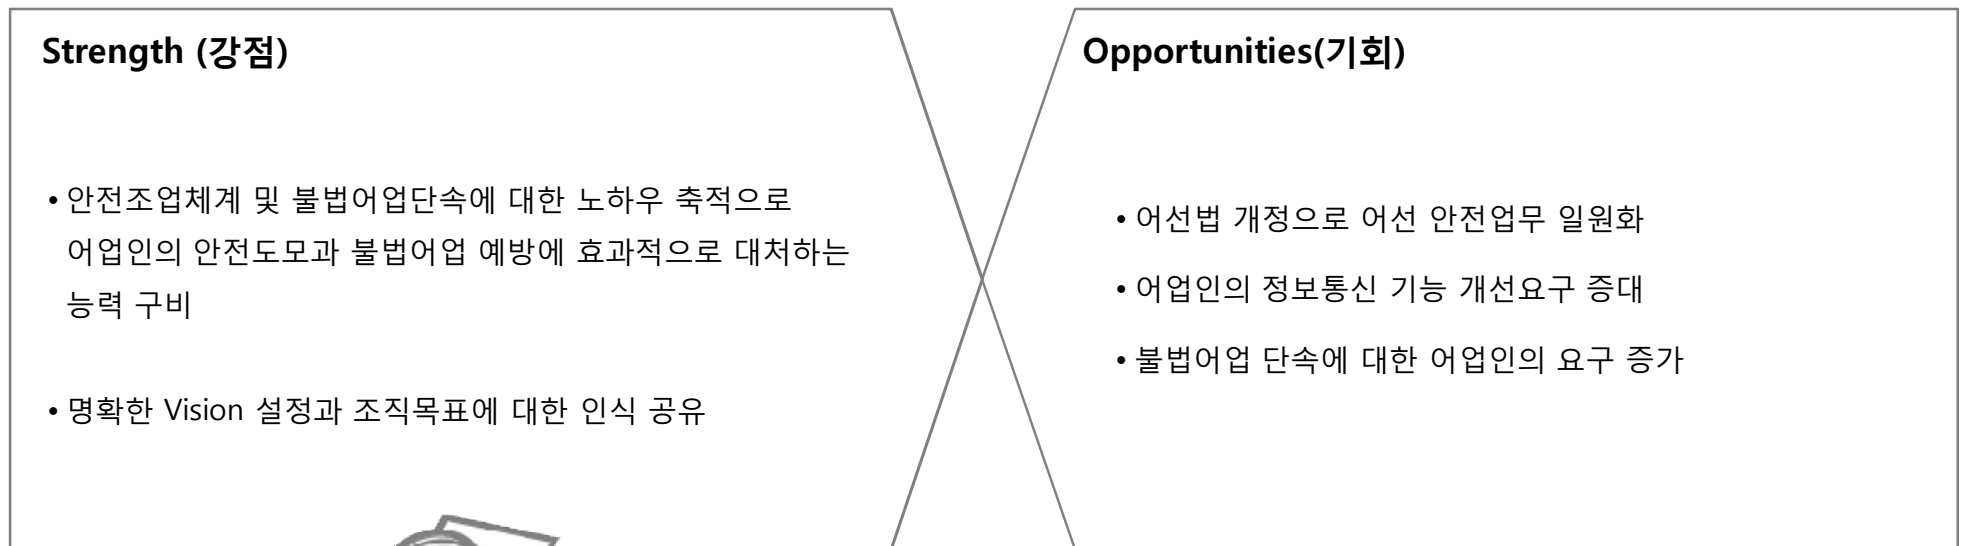 Strength (강점)
• 안전조업체계 및 불법어업단속에 대한 노하우 축적으로
어업인의 안전도모과 불법어업 예방에 효과적으로 대처하는
능력 구비
• 명확한 Vision 설정과 조직목표에 대한 인식 공유
Opportunities(기회)
• 어선법 개정으로 어선 안전업무 일원화
• 어업인의 정보통신 기능 개선요구 증대
• 불법어업 단속에 대한 어업인의 요구 증가